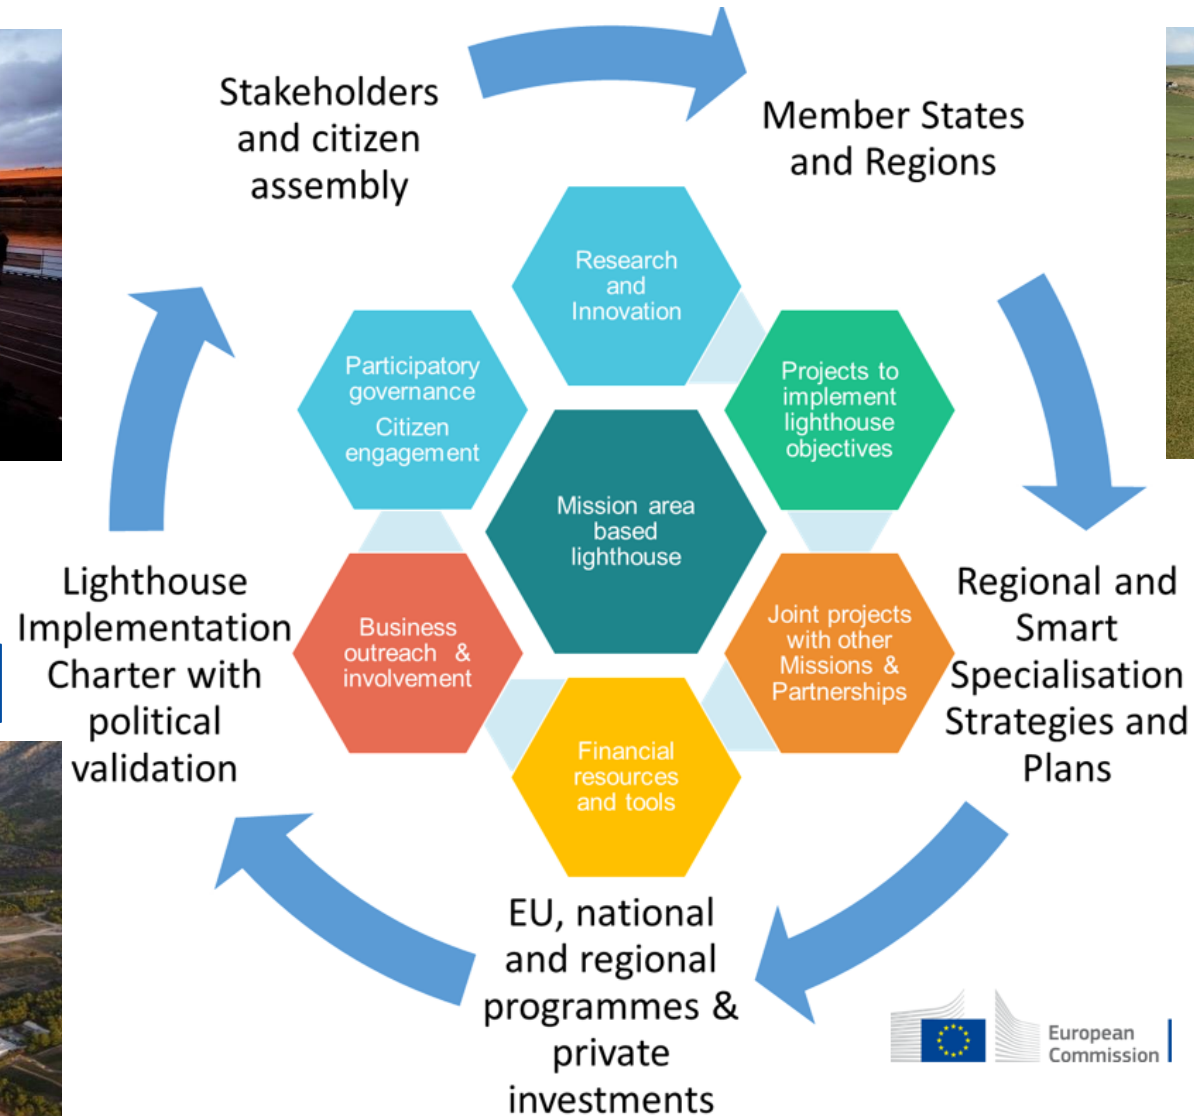 Stakeholders
and citizen
assembly
Member States
and Regions
Research
and
Innovation
Participatory
governance
Citizen
engagement
Projects to
implement
lighthouse
objectives
Mission area
based
lighthouse
Lighthouse
Implementation
Charter with
political
validation
Business
outreach & 
involvement
Joint projects
with other
Missions &
Partnerships
Regional and
Smart
Specialisation
Strategies and
Plans
Financial
resources
and tools
EU, national
and regional
programmes &
private
investments
European
Commission